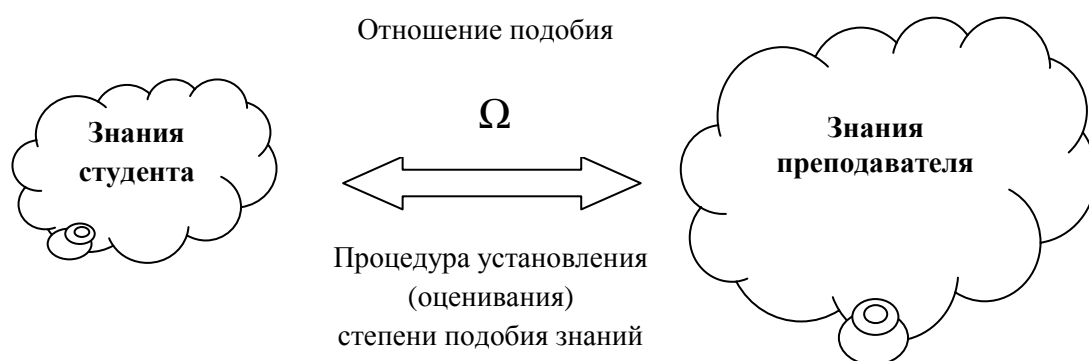 Отношение подобия
Знания
студента
Ω
Знания
преподавателя
Процедура установления
(оценивания)
степени подобия знаний